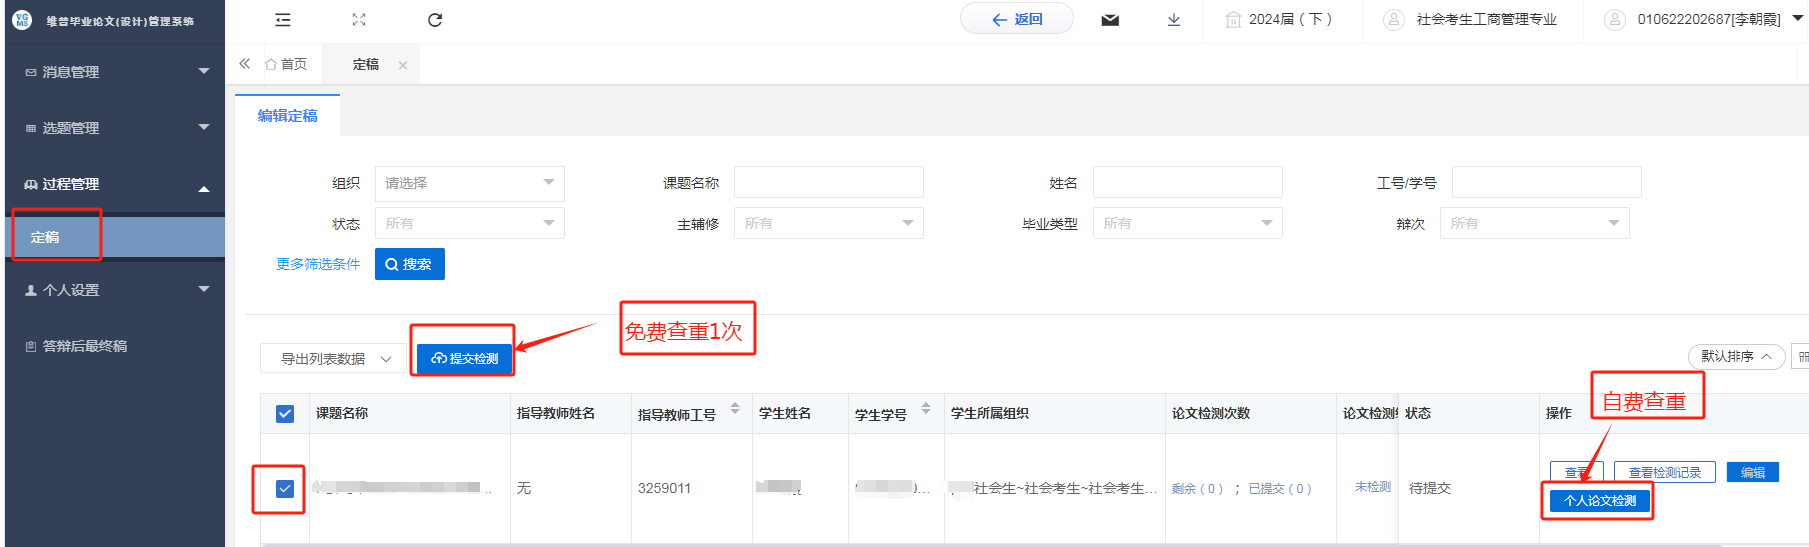 VG
MS
维普毕业论文(设计)管理系统
返回
2024届（下）
社会考生工商管理专业
010622202687[李朝霞]
消息管理
选题管理
过程管理
定稿
个人设置
答辩后最终稿
首页
定稿
编辑定稿
组织
请选择
课题名称
姓名
工号/学号
状态
所有
主辅修
所有
毕业类型
所有
辩次
所有
更多筛选条件
搜索
免费查重1次
导出列表数据
提交检测
默认排序
自费查重
课题名称
指导教师姓名
指导教师工号
学生姓名
学生学号
学生所属组织
论文检测次数
论文检测
状态
操作
无
3259011
社会生~社会考生~社会考生...
剩余（0）；已提交（0）
未检测
待提交
查看
查看检测记录
编辑
个人论文检测